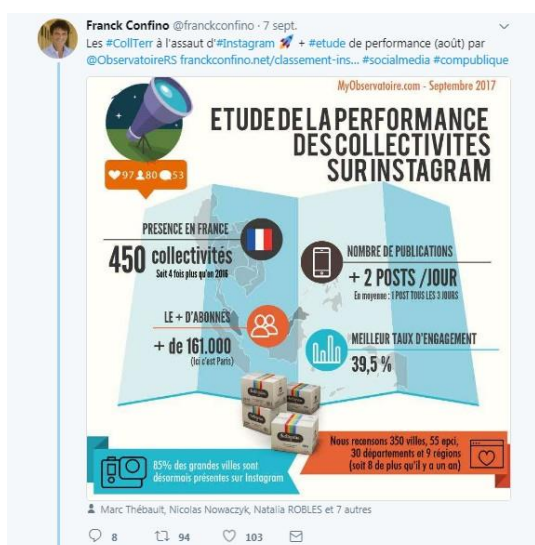 Franck Confino @franckconfino · 7 sept.
Les #CollTerr à l'assaut d'#Instagram 🚀 + #etude de performance (août) par
@ObservatoireRS franckconfino.net/classement-ins... #socialmedia #compublique
MyObservatoire.com - Septembre 2017
ETUDE DE LA PERFORMANCE
DES COLLECTIVITES
SUR INSTAGRAM
97 80 53
PRESENCE EN FRANCE
450 collectivités
Soit 4 fois plus qu'en 2016
NOMBRE DE PUBLICATIONS
+ 2 POSTS /JOUR
En moyenne : 1 POST TOUS LES 3 JOURS
LE + D'ABONNES
+ de 161.000
(Ici c'est Paris)
MEILLEUR TAUX D'ENGAGEMENT
39,5 %
85% des grandes villes sont
désormais présentes sur Instagram
Nous recensons 350 villes, 55 epci,
30 départements et 9 régions
(soit 8 de plus qu'il y a un an)
Marc Thébault, Nicolas Nowaczyk, Natalia ROBLES et 7 autres
8 94 103